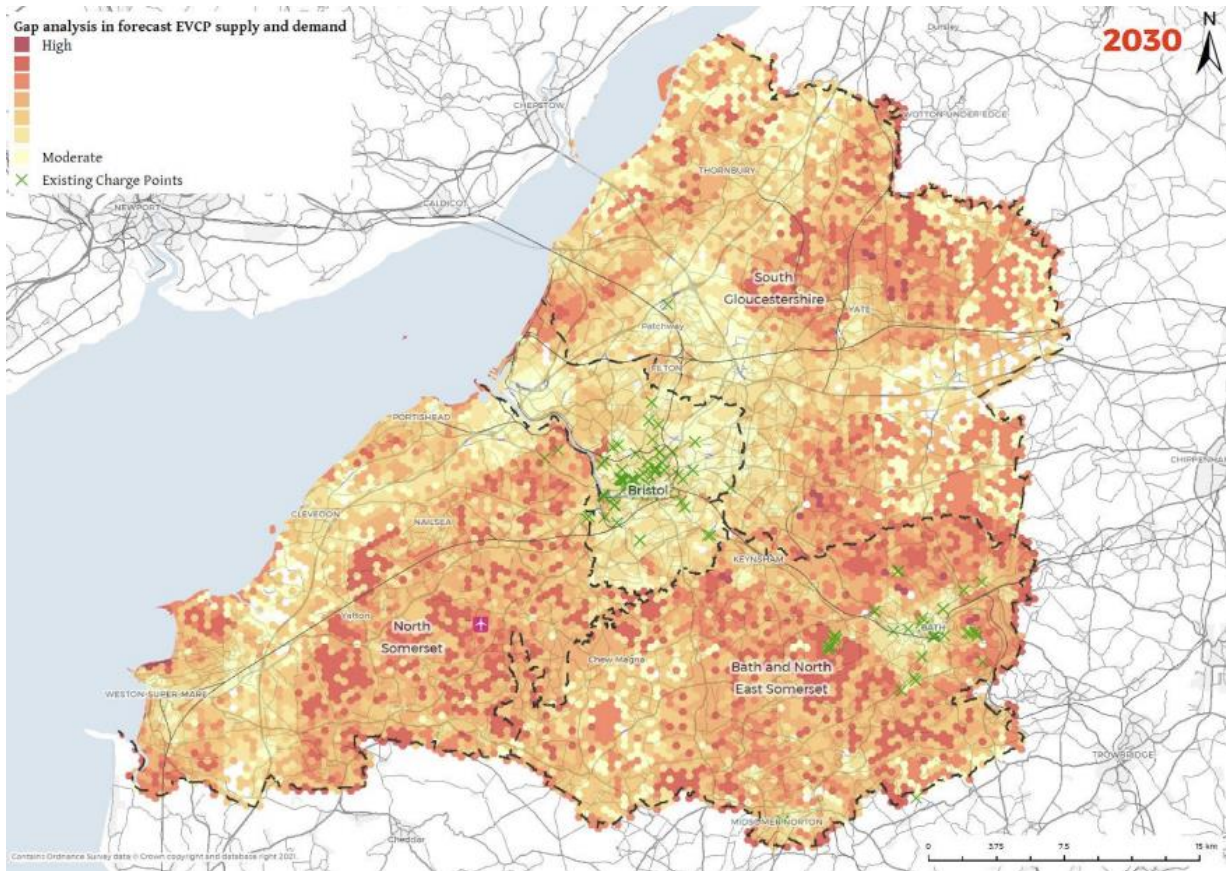 Gap analysis in forecast EVCP supply and demand
High
Moderate
Existing Charge Points
2030
N
Dursley
CHEPSTOW
WOTTON-UNDER-EDGE
THORNBURY
CALDICOT
NEWPORT
South
Gloucestershire
YATE
Patchway
FILTON
PORTISHEAD
CHIPPENHAM
Bristol
CLEVEDON
NAILSEA
KEYNSHAM
Yatton
North
Somerset
BATH
Chew Magna
Bath and North
East Somerset
WESTON-SUPER-MARE
TROWBRIDGE
MIDSOMER NORTON
Cheddar
Contains Ordnance Survey data © Crown copyright and database right 2021.
0 3.75 7.5 15 km